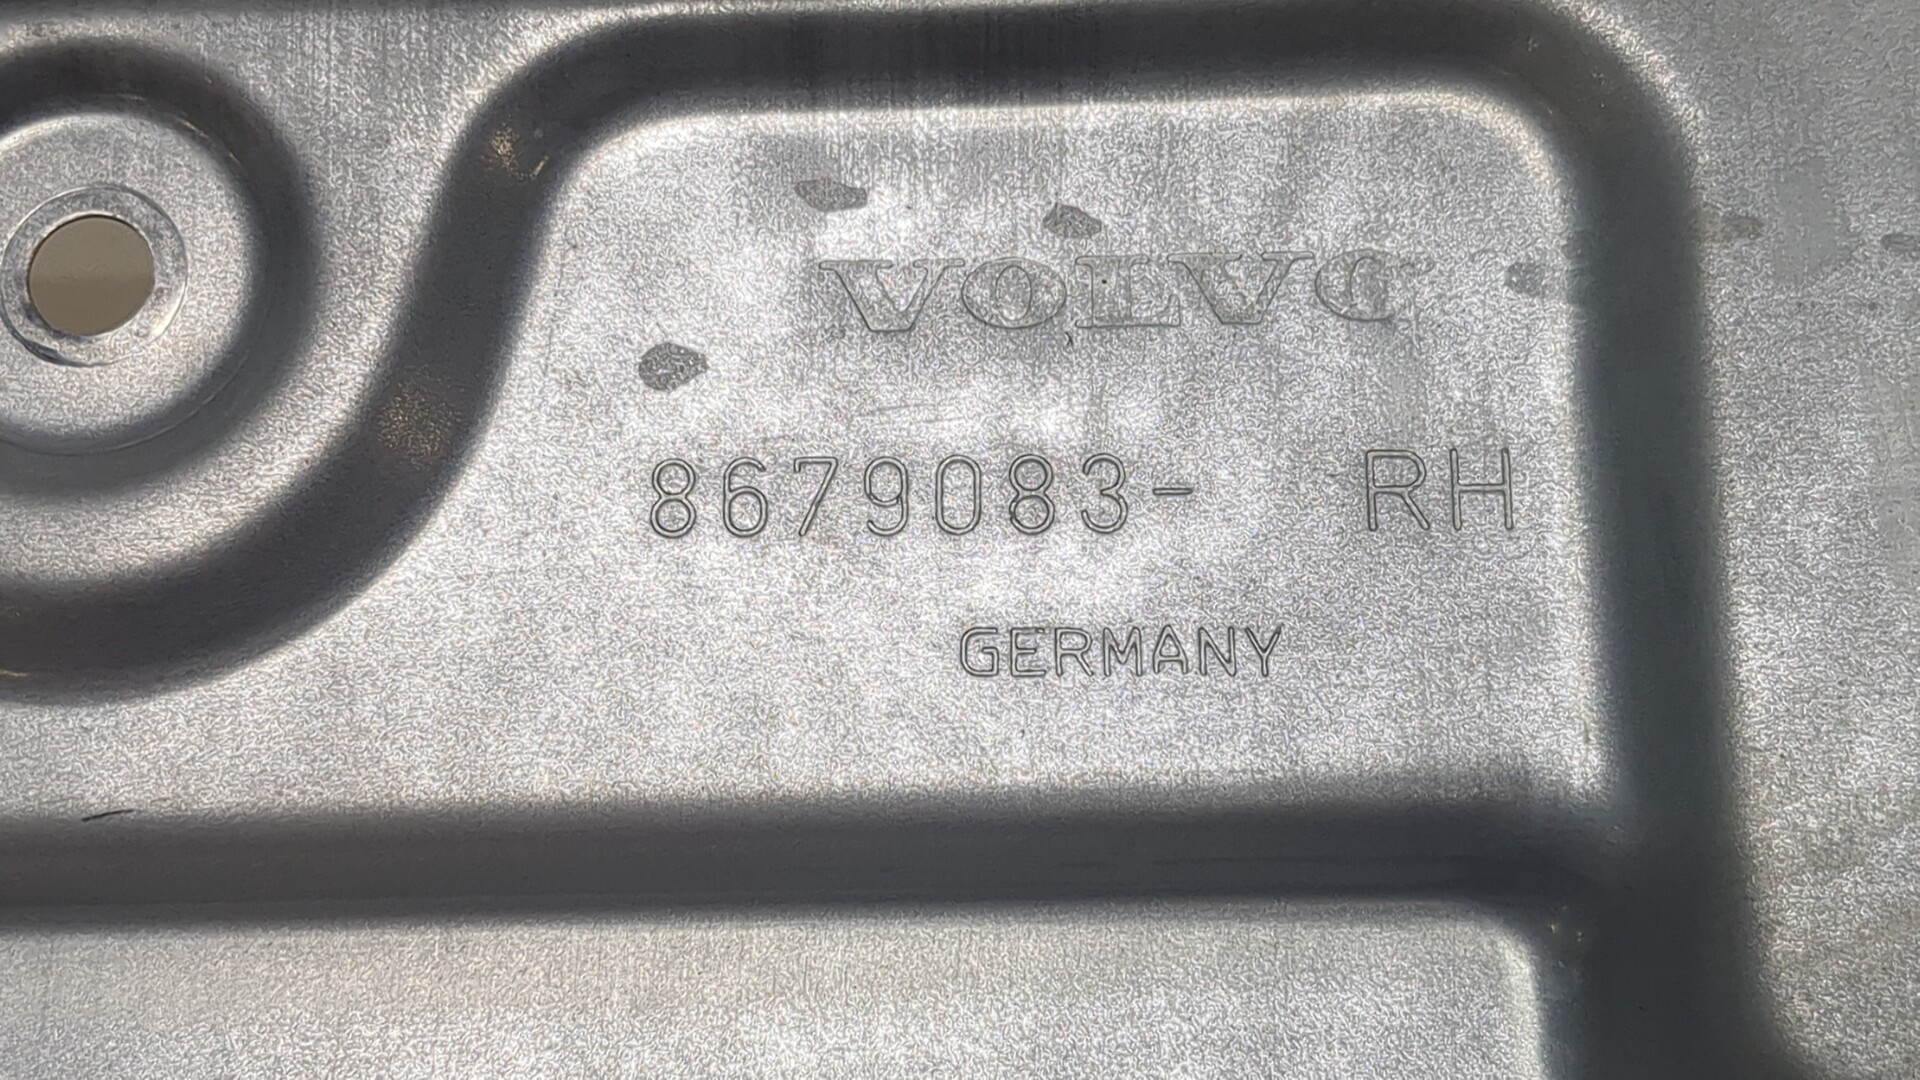 VOLVO
8679083- RH
GERMANY